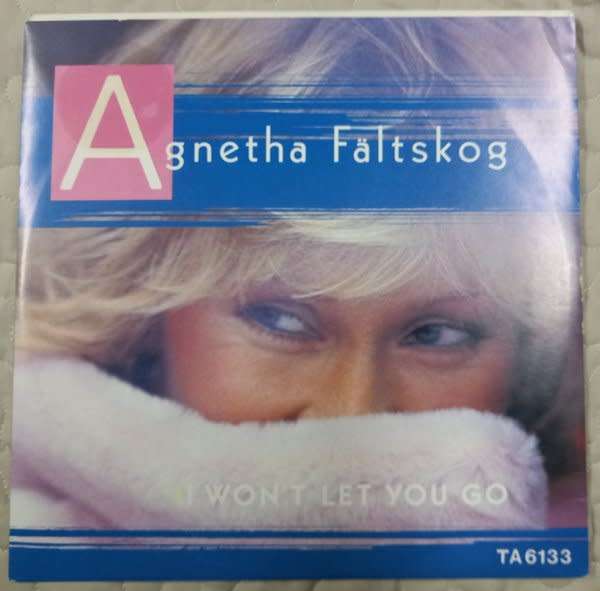 Agnetha Fältskog
I WON'T LET YOU GO
TA6133